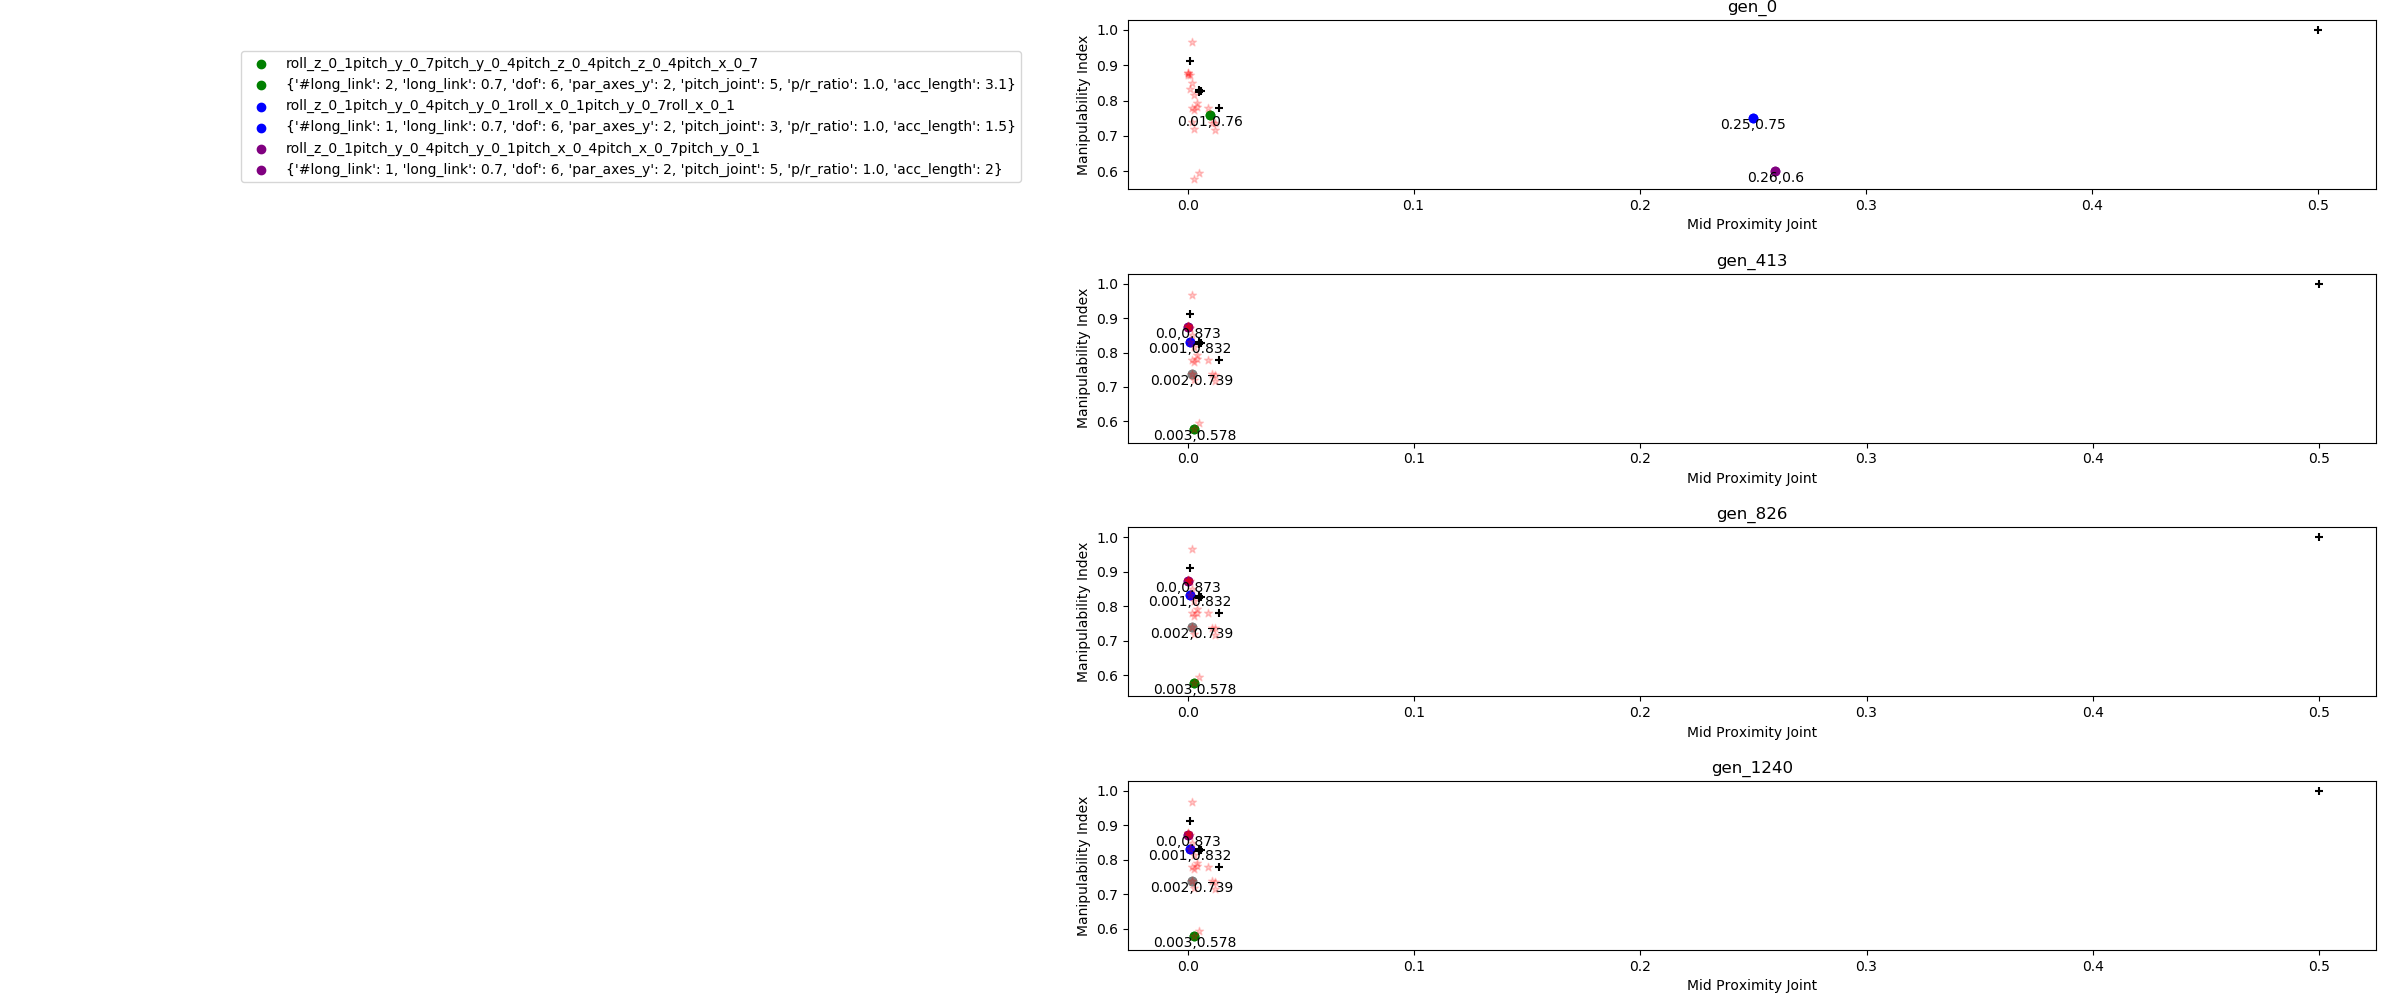 roll_z_0_1pitch_y_0_7pitch_y_0_4pitch_z_0_4pitch_z_0_4pitch_x_0_7
{'#long_link': 2, 'long_link': 0.7, 'dof': 6, 'par_axes_y': 2, 'pitch_joint': 5, 'p/r_ratio': 1.0, 'acc_length': 3.1}
roll_z_0_1pitch_y_0_4pitch_y_0_1roll_x_0_1pitch_y_0_7roll_x_0_1
{'#long_link': 1, 'long_link': 0.7, 'dof': 6, 'par_axes_y': 2, 'pitch_joint': 3, 'p/r_ratio': 1.0, 'acc_length': 1.5}
roll_z_0_1pitch_y_0_4pitch_y_0_1pitch_x_0_4pitch_x_0_7pitch_y_0_1
{'#long_link': 1, 'long_link': 0.7, 'dof': 6, 'par_axes_y': 2, 'pitch_joint': 5, 'p/r_ratio': 1.0, 'acc_length': 2}
gen_0
Manipulability Index
1.0
0.9
0.8
0.7
0.6
0.01,0.76
0.25,0.75
0.26,0.6
0.0 0.1 0.2 0.3 0.4 0.5
Mid Proximity Joint
gen_413
Manipulability Index
1.0
0.9
0.8
0.7
0.6
0.0,0.873
0.001,0.832
0.002,0.739
0.003,0.578
0.0 0.1 0.2 0.3 0.4 0.5
Mid Proximity Joint
gen_826
Manipulability Index
1.0
0.9
0.8
0.7
0.6
0.0,0.873
0.001,0.832
0.002,0.739
0.003,0.578
0.0 0.1 0.2 0.3 0.4 0.5
Mid Proximity Joint
gen_1240
Manipulability Index
1.0
0.9
0.8
0.7
0.6
0.0,0.873
0.001,0.832
0.002,0.739
0.003,0.578
0.0 0.1 0.2 0.3 0.4 0.5
Mid Proximity Joint